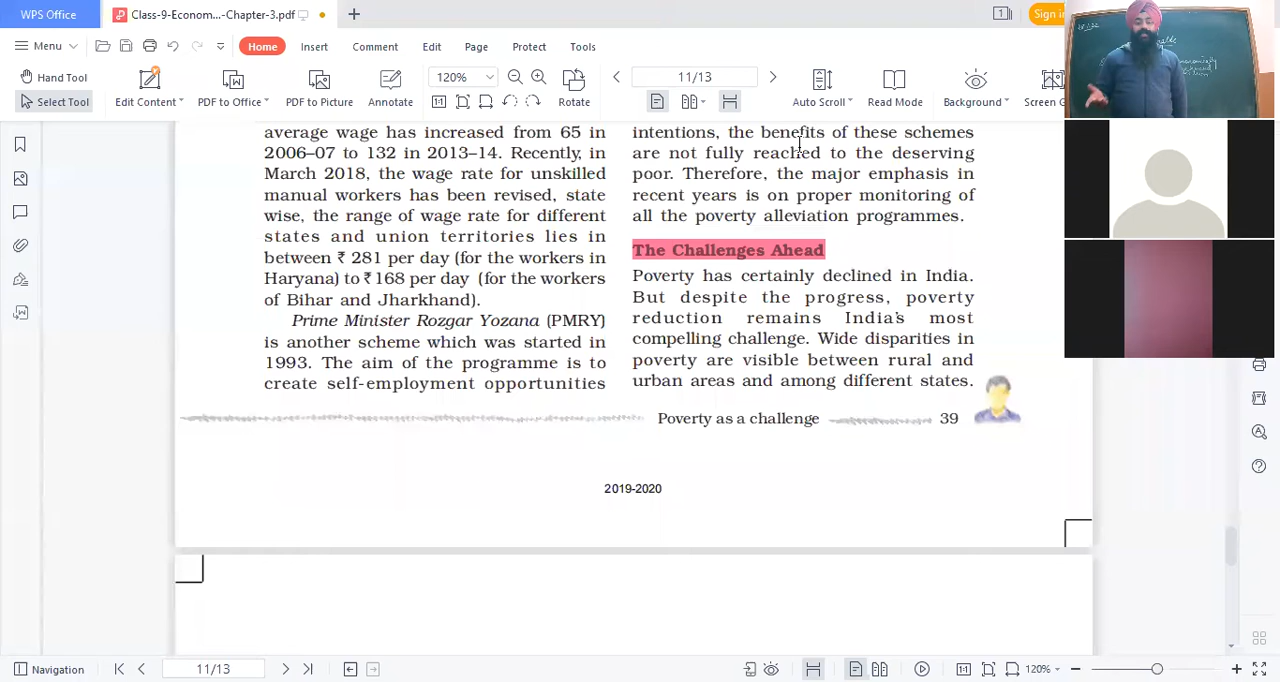 WPS Office
Class-9-Econom...-Chapter-3.pdf
1
Sign in
Menu
Home
Insert
Comment
Edit
Page
Protect
Tools
Hand Tool
Select Tool
Edit Content
PDF to Office
PDF to Picture
Annotate
120%
Rotate
11/13
Auto Scroll
Read Mode
Background
Screen G
average wage has increased from 65 in
2006–07 to 132 in 2013–14. Recently, in
March 2018, the wage rate for unskilled
manual workers has been revised, state
wise, the range of wage rate for different
states and union territories lies in
between ₹ 281 per day (for the workers in
Haryana) to ₹ 168 per day (for the workers
of Bihar and Jharkhand).
Prime Minister Rozgar Yozana (PMRY)
is another scheme which was started in
1993. The aim of the programme is to
create self-employment opportunities
intentions, the benefits of these schemes
are not fully reached to the deserving
poor. Therefore, the major emphasis in
recent years is on proper monitoring of
all the poverty alleviation programmes.
The Challenges Ahead
Poverty has certainly declined in India.
But despite the progress, poverty
reduction remains India's most
compelling challenge. Wide disparities in
poverty are visible between rural and
urban areas and among different states.
Poverty as a challenge 39
2019-2020
Navigation
11/13
120%